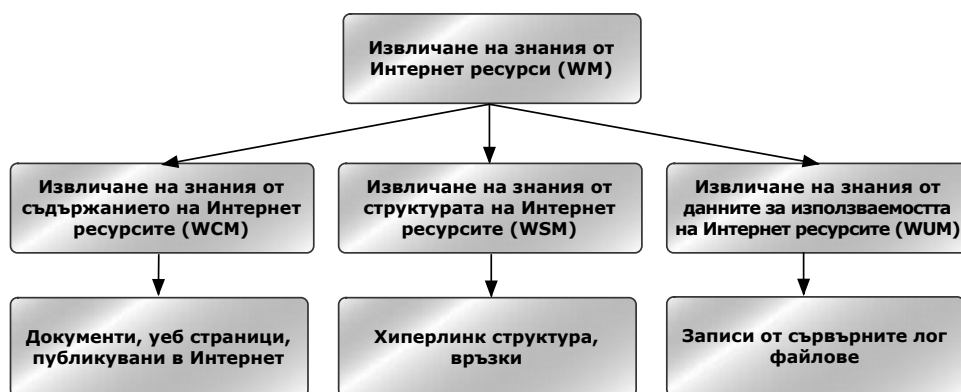 Извличане на знания от
Интернет ресурси (WM)
Извличане на знания от
съдържанието на Интернет
ресурсите (WCM)
Извличане на знания от
структурата на Интернет
ресурсите (WSM)
Извличане на знания от
данните за използваемостта
на Интернет ресурсите (WUM)
Документи, уеб страници,
публикувани в Интернет
Хиперлинк структура,
връзки
Записи от сървърните лог
файлове